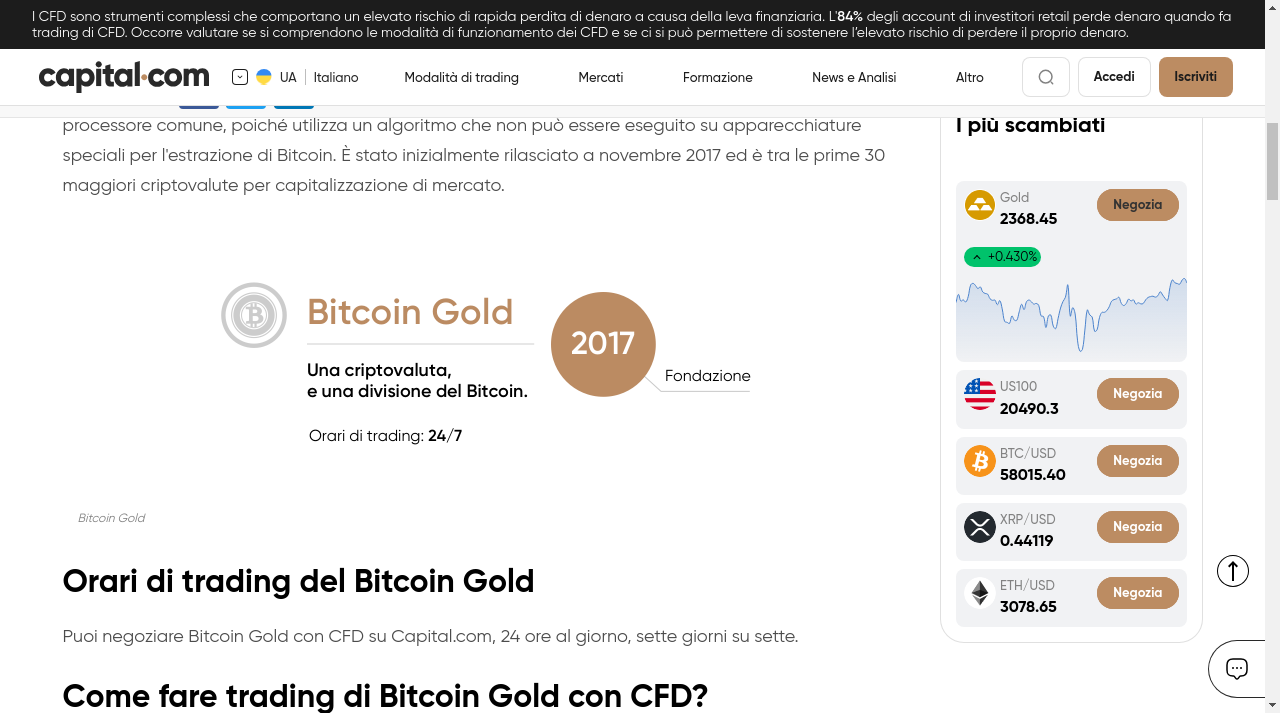 I CFD sono strumenti complessi che comportano un elevato rischio di rapida perdita di denaro a causa della leva finanziaria. L'84% degli account di investitori retail perde denaro quando fa
trading di CFD. Occorre valutare se si comprendono le modalità di funzionamento dei CFD e se ci si può permettere di sostenere l'elevato rischio di perdere il proprio denaro.
capital.com
UA
Italiano
Modalità di trading
Mercati
Formazione
News e Analisi
Altro
Accedi
Iscriviti
processore comune, poiché utilizza un algoritmo che non può essere eseguito su apparecchiature
speciali per l'estrazione di Bitcoin. È stato inizialmente rilasciato a novembre 2017 ed è tra le prime 30
maggiori criptovalute per capitalizzazione di mercato.
Bitcoin Gold
Una criptovaluta,
e una divisione del Bitcoin.
Orari di trading: 24/7
2017
Fondazione
Bitcoin Gold
Orari di trading del Bitcoin Gold
Puoi negoziare Bitcoin Gold con CFD su Capital.com, 24 ore al giorno, sette giorni su sette.
Come fare trading di Bitcoin Gold con CFD?
I più scambiati
Gold
2368.45
Negozia
+0.430%
US100
20490.3
Negozia
BTC/USD
58015.40
Negozia
XRP/USD
0.44119
Negozia
ETH/USD
3078.65
Negozia